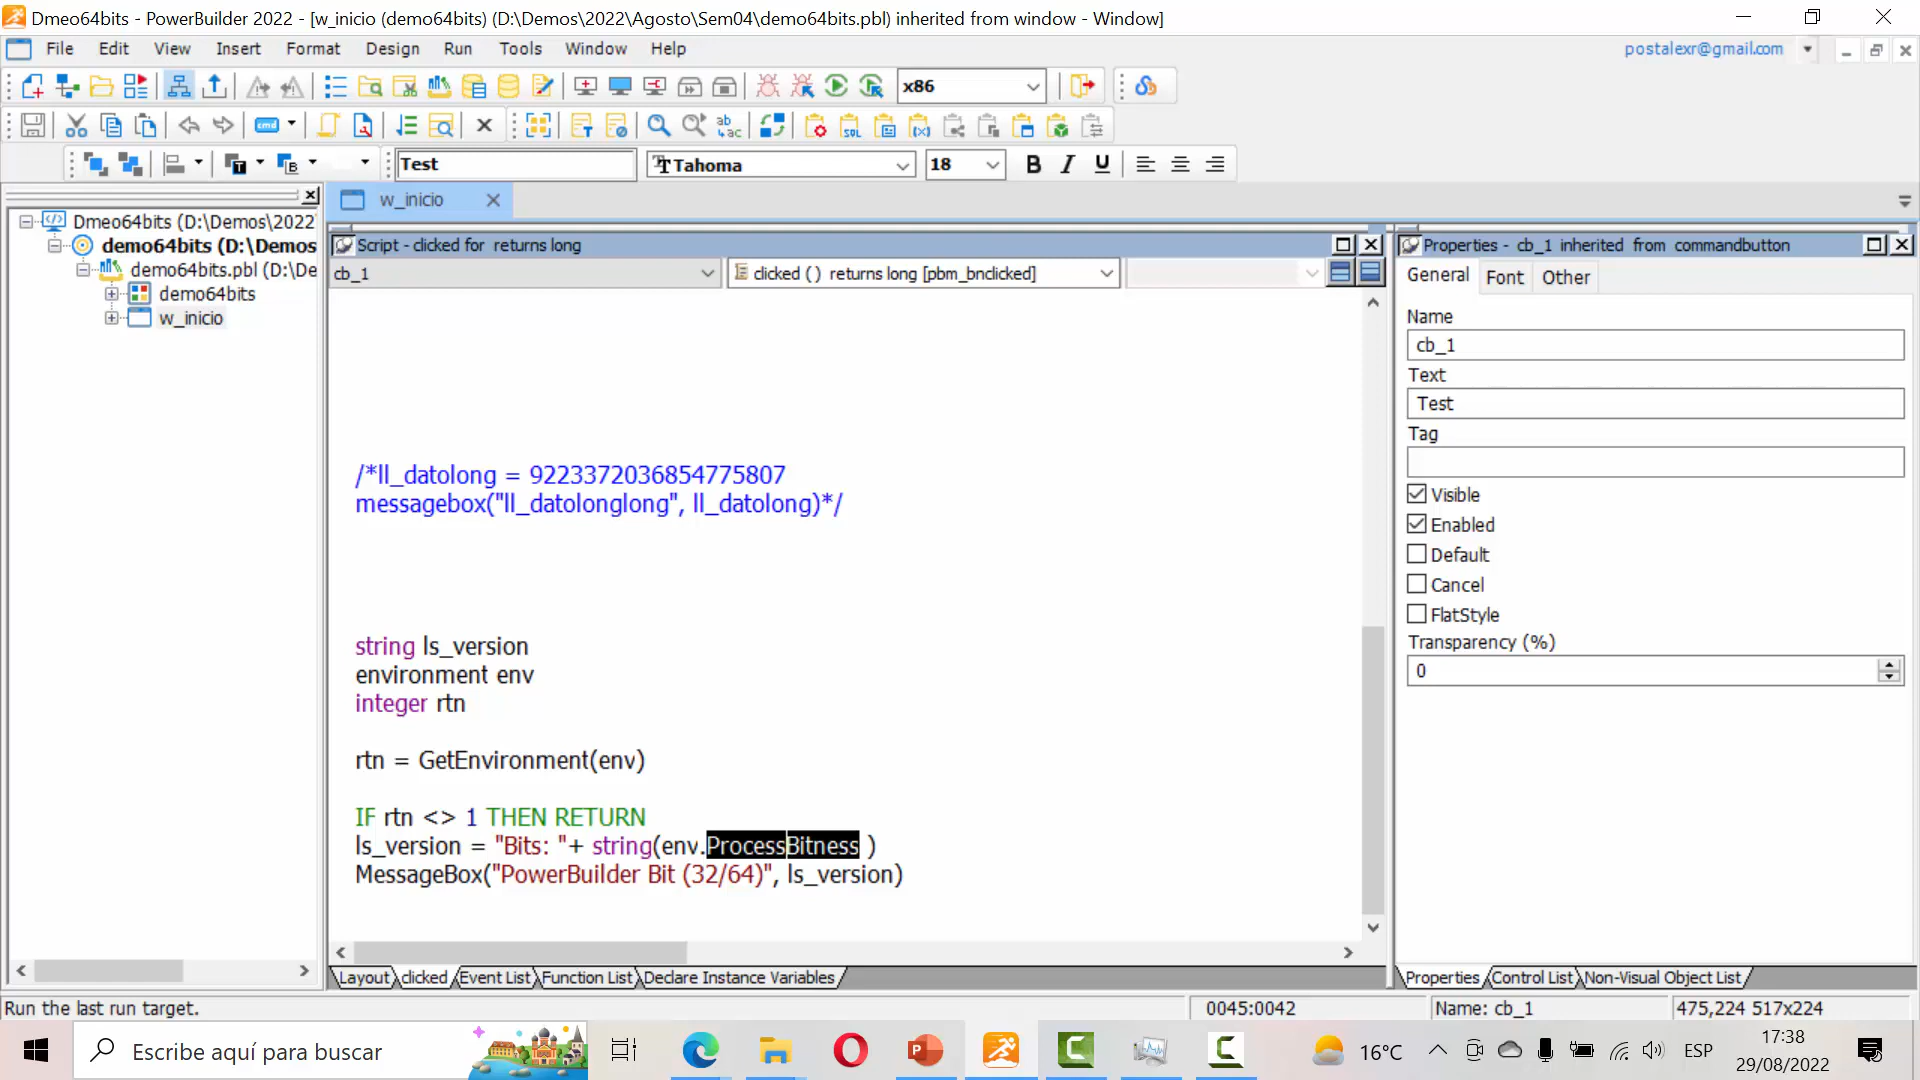 Dmeo64bits - PowerBuilder 2022 - [w_inicio (demo64bits) (D:\Demos\2022\Agosto\Sem04\demo64bits.pbl) inherited from window - Window]
File Edit View Insert Format Design Run Tools Window Help
postalexr@gmail.com
x86
Test
Tahoma
18
B I U
w_inicio
Dmeo64bits (D:\Demos\2022
demo64bits (D:\Demos
demo64bits.pbl (D:\De
demo64bits
w_inicio
Script - clicked for returns long
cb_1
clicked ( ) returns long [pbm_bnclicked]
/*ll_datolong = 9223372036854775807
messagebox("ll_datolonglong", ll_datolong)*/
string ls_version
environment env
integer rtn
rtn = GetEnvironment(env)
IF rtn <> 1 THEN RETURN
ls_version = "Bits: "+ string(env.ProcessBitness )
MessageBox("PowerBuilder Bit (32/64)", ls_version)
Layout clicked Event List Function List Declare Instance Variables
Properties - cb_1 inherited from commandbutton
General Font Other
Name
cb_1
Text
Test
Tag
Visible
Enabled
Default
Cancel
FlatStyle
Transparency (%)
0
Properties Control List Non-Visual Object List
Run the last run target.
0045:0042
Name: cb_1
475,224 517x224
Escribe aquí para buscar
16°C
ESP
17:38
29/08/2022